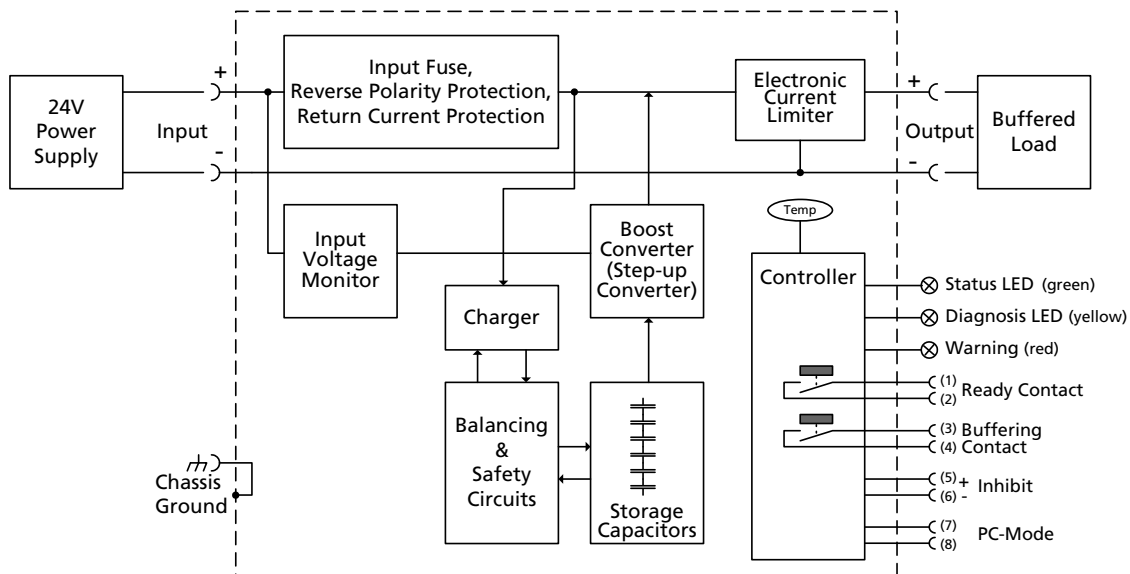 24V
Power
Supply
+
Input
-
Input Fuse,
Reverse Polarity Protection,
Return Current Protection
Electronic
Current
Limiter
+
Output
-
Buffered
Load
Input
Voltage
Monitor
Boost
Converter
(Step-up
Converter)
Charger
Balancing
&
Safety
Circuits
Storage
Capacitors
Chassis
Ground
Temp
Controller
Status LED (green)
Diagnosis LED (yellow)
Warning (red)
(1)
Ready Contact
(2)
(3) Buffering
(4) Contact
(5) + Inhibit
(6) -
(7)
PC-Mode
(8)